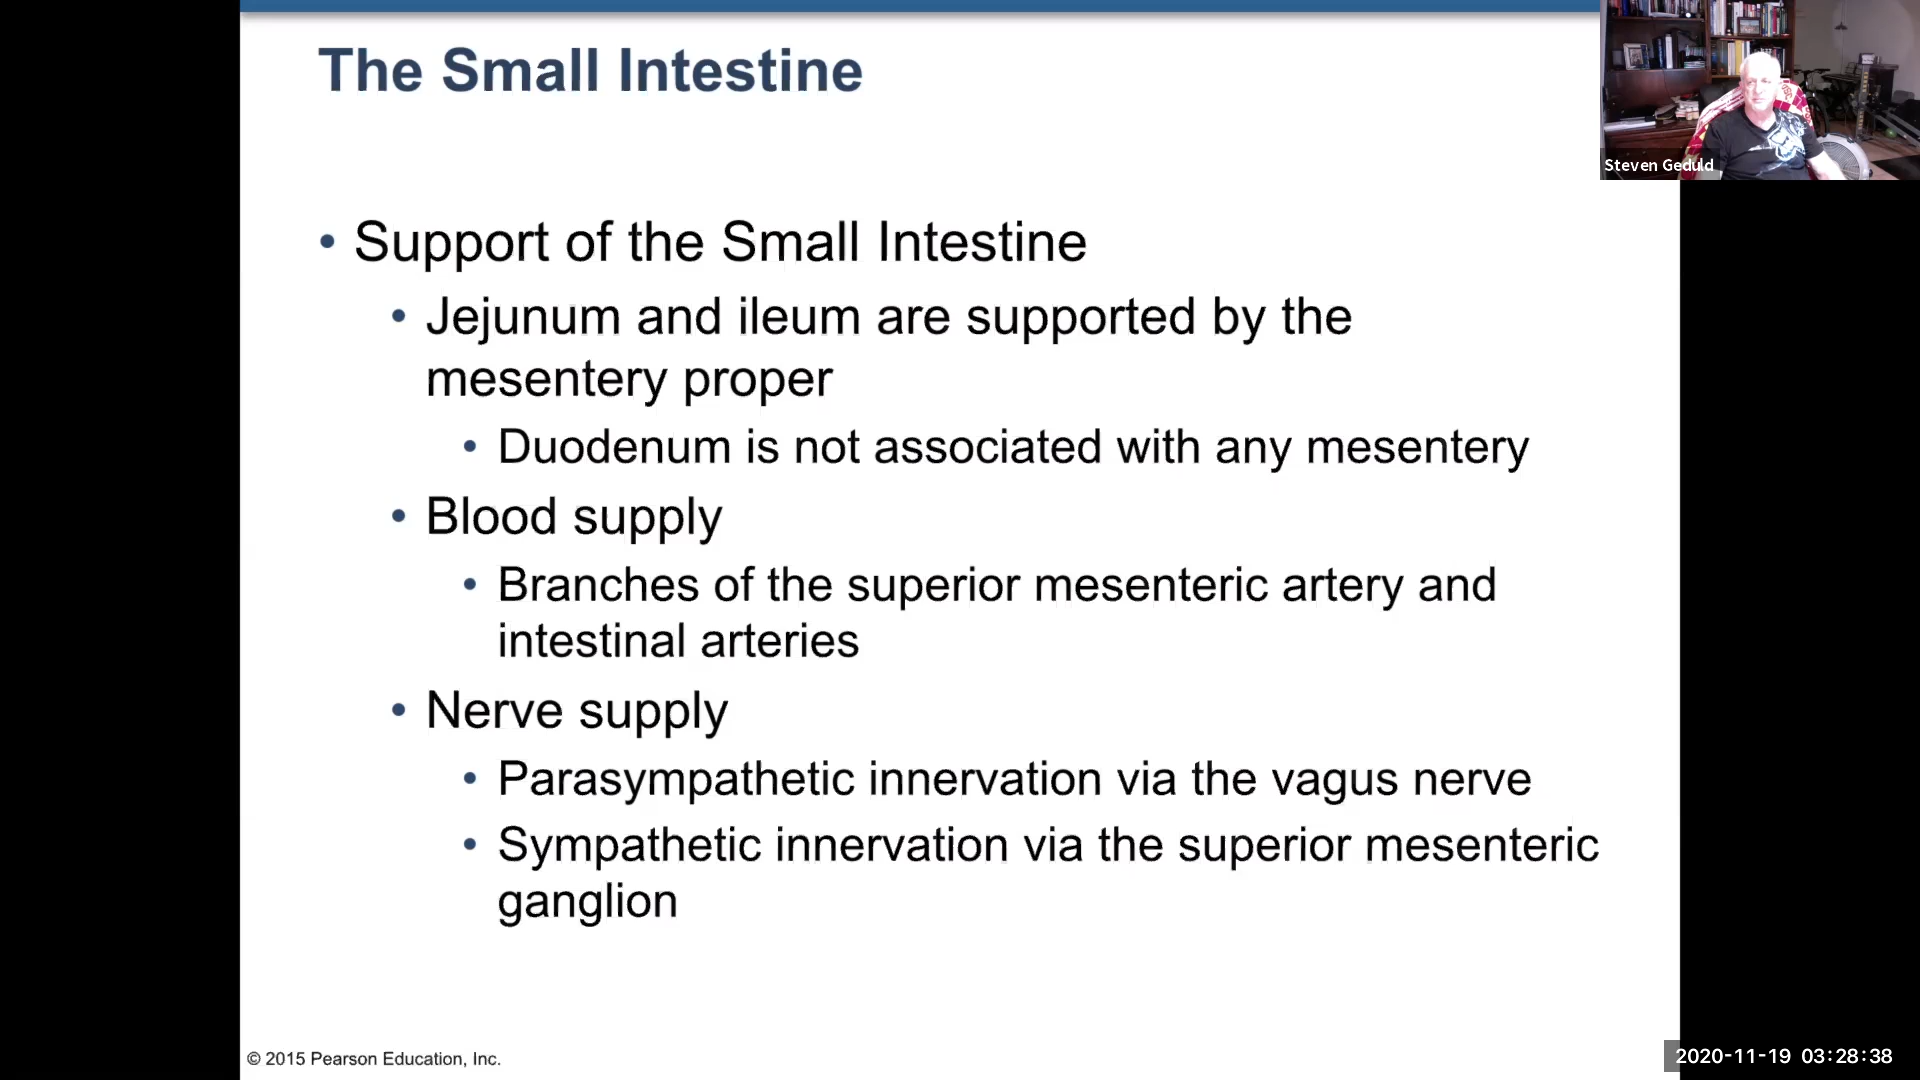 The Small Intestine
Steven Geduld
• Support of the Small Intestine
• Jejunum and ileum are supported by the
mesentery proper
• Duodenum is not associated with any mesentery
• Blood supply
• Branches of the superior mesenteric artery and
intestinal arteries
• Nerve supply
• Parasympathetic innervation via the vagus nerve
• Sympathetic innervation via the superior mesenteric
ganglion
© 2015 Pearson Education, Inc.
2020-11-19 03:28:38